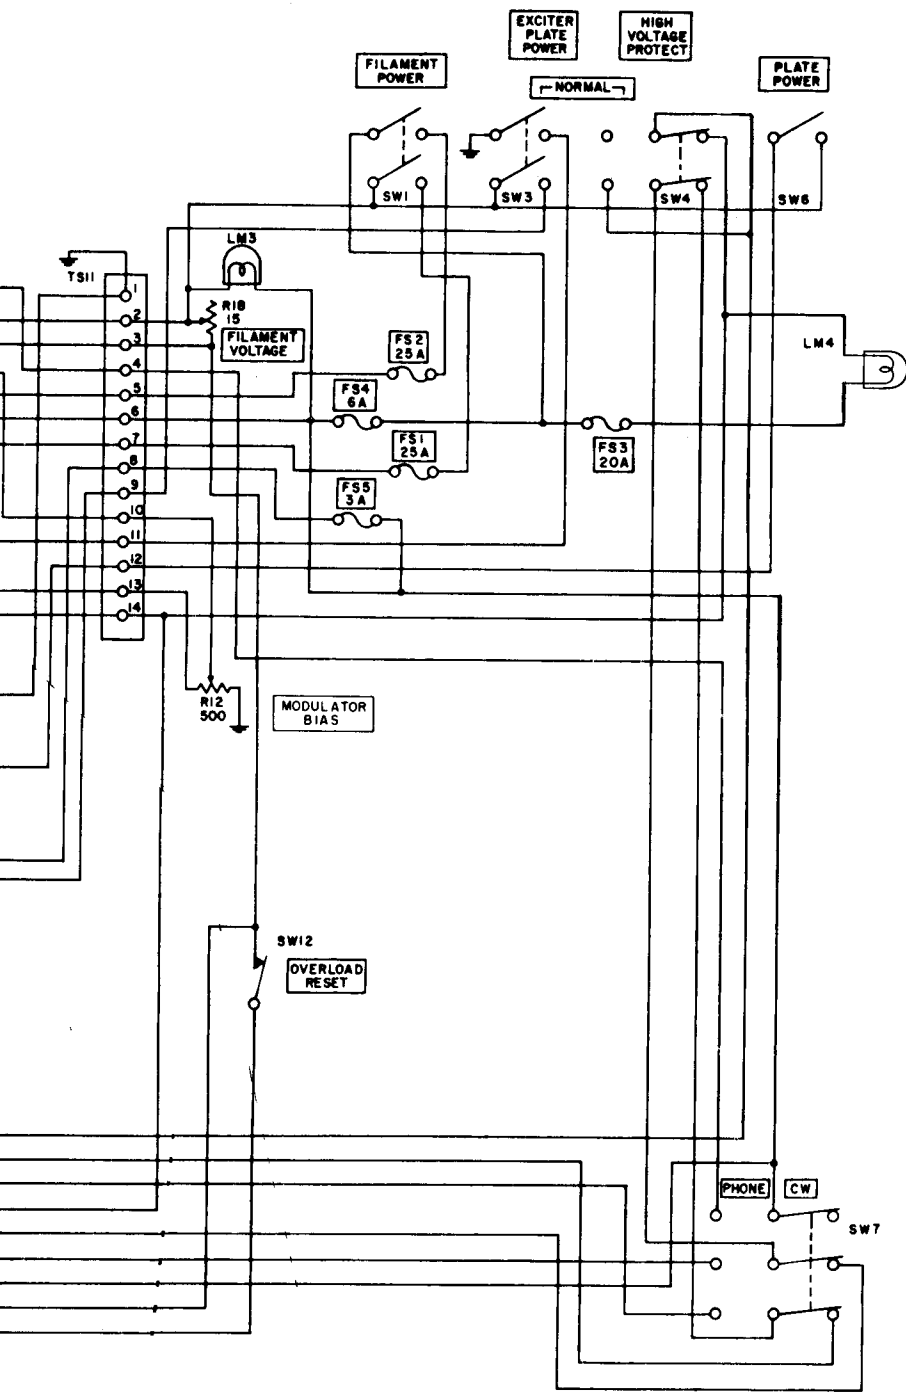 EXCITER
PLATE
POWER
HIGH
VOLTAGE
PROTECT
FILAMENT
POWER
NORMAL
PLATE
POWER
SW1
SW3
SW4
SW6
LM3
TS11
1
2
3
4
5
6
7
8
9
10
11
12
13
14
R18
15
FILAMENT
VOLTAGE
FS2
25A
LM4
FS4
6A
FS1
25A
FS3
20A
FS5
3A
R12
500
MODULATOR
BIAS
SW12
OVERLOAD
RESET
PHONE
CW
SW7